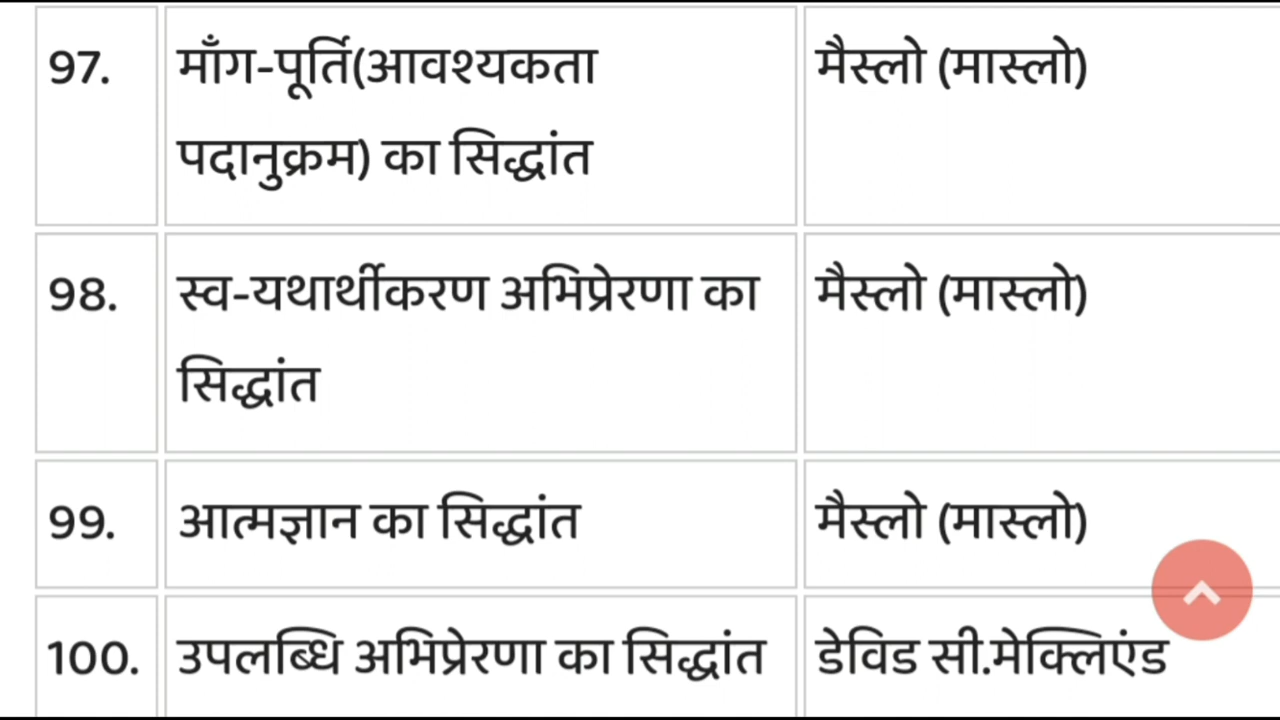 97. माँग-पूर्ति(आवश्यकता मैस्लो (मास्लो)
पदानुक्रम) का सिद्धांत
98. स्व-यथार्थीकरण अभिप्रेरणा का मैस्लो (मास्लो)
सिद्धांत
99. आत्मज्ञान का सिद्धांत मैस्लो (मास्लो)
100. उपलब्धि अभिप्रेरणा का सिद्धांत डेविड सी.मेक्लिएंड